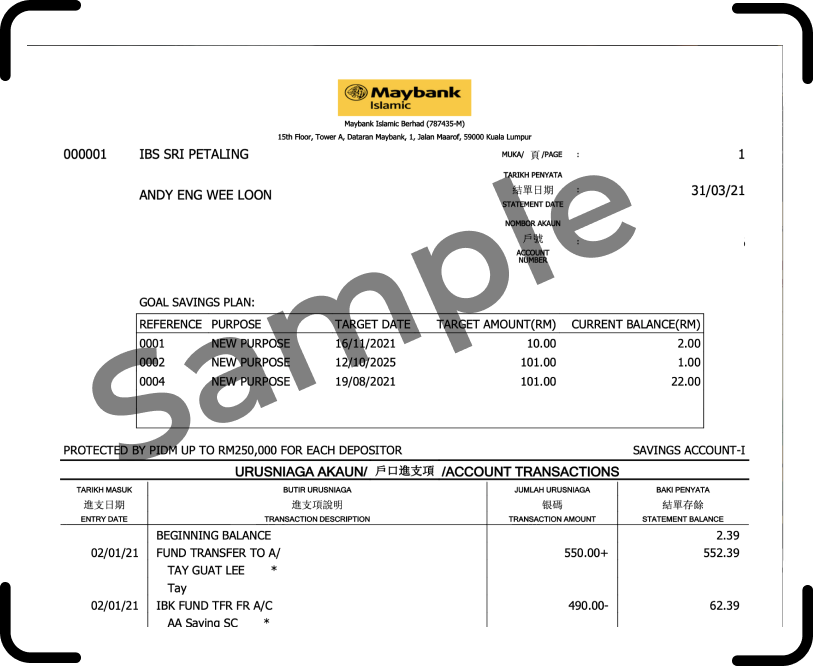 Maybank
Islamic
Maybank Islamic Berhad (787435-M)
15th Floor, Tower A, Dataran Maybank, 1, Jalan Maarof, 59000 Kuala Lumpur
000001 IBS SRI PETALING MUKA/ 頁 /PAGE : 1
ANDY ENG WEE LOON
TARIKH PENYATA
結單日期 : 31/03/21
STATEMENT DATE
NOMBOR AKAUN
戶號 :
ACCOUNT
NUMBER
Sample
GOAL SAVINGS PLAN:
REFERENCE PURPOSE TARGET DATE TARGET AMOUNT(RM) CURRENT BALANCE(RM)
0001 NEW PURPOSE 16/11/2021 10.00 2.00
0002 NEW PURPOSE 12/10/2025 101.00 1.00
0004 NEW PURPOSE 19/08/2021 101.00 22.00
PROTECTED BY PIDM UP TO RM250,000 FOR EACH DEPOSITOR SAVINGS ACCOUNT-I
URUSNIAGA AKAUN/ 戶口進支項 /ACCOUNT TRANSACTIONS
TARIKH MASUK BUTIR URUSNIAGA JUMLAH URUSNIAGA BAKI PENYATA
進支日期 進支項說明 银碼 結單存餘
ENTRY DATE TRANSACTION DESCRIPTION TRANSACTION AMOUNT STATEMENT BALANCE
BEGINNING BALANCE 2.39
02/01/21 FUND TRANSFER TO A/ 550.00+ 552.39
TAY GUAT LEE *
Tay
02/01/21 IBK FUND TFR FR A/C 490.00- 62.39
AA Saving SC *